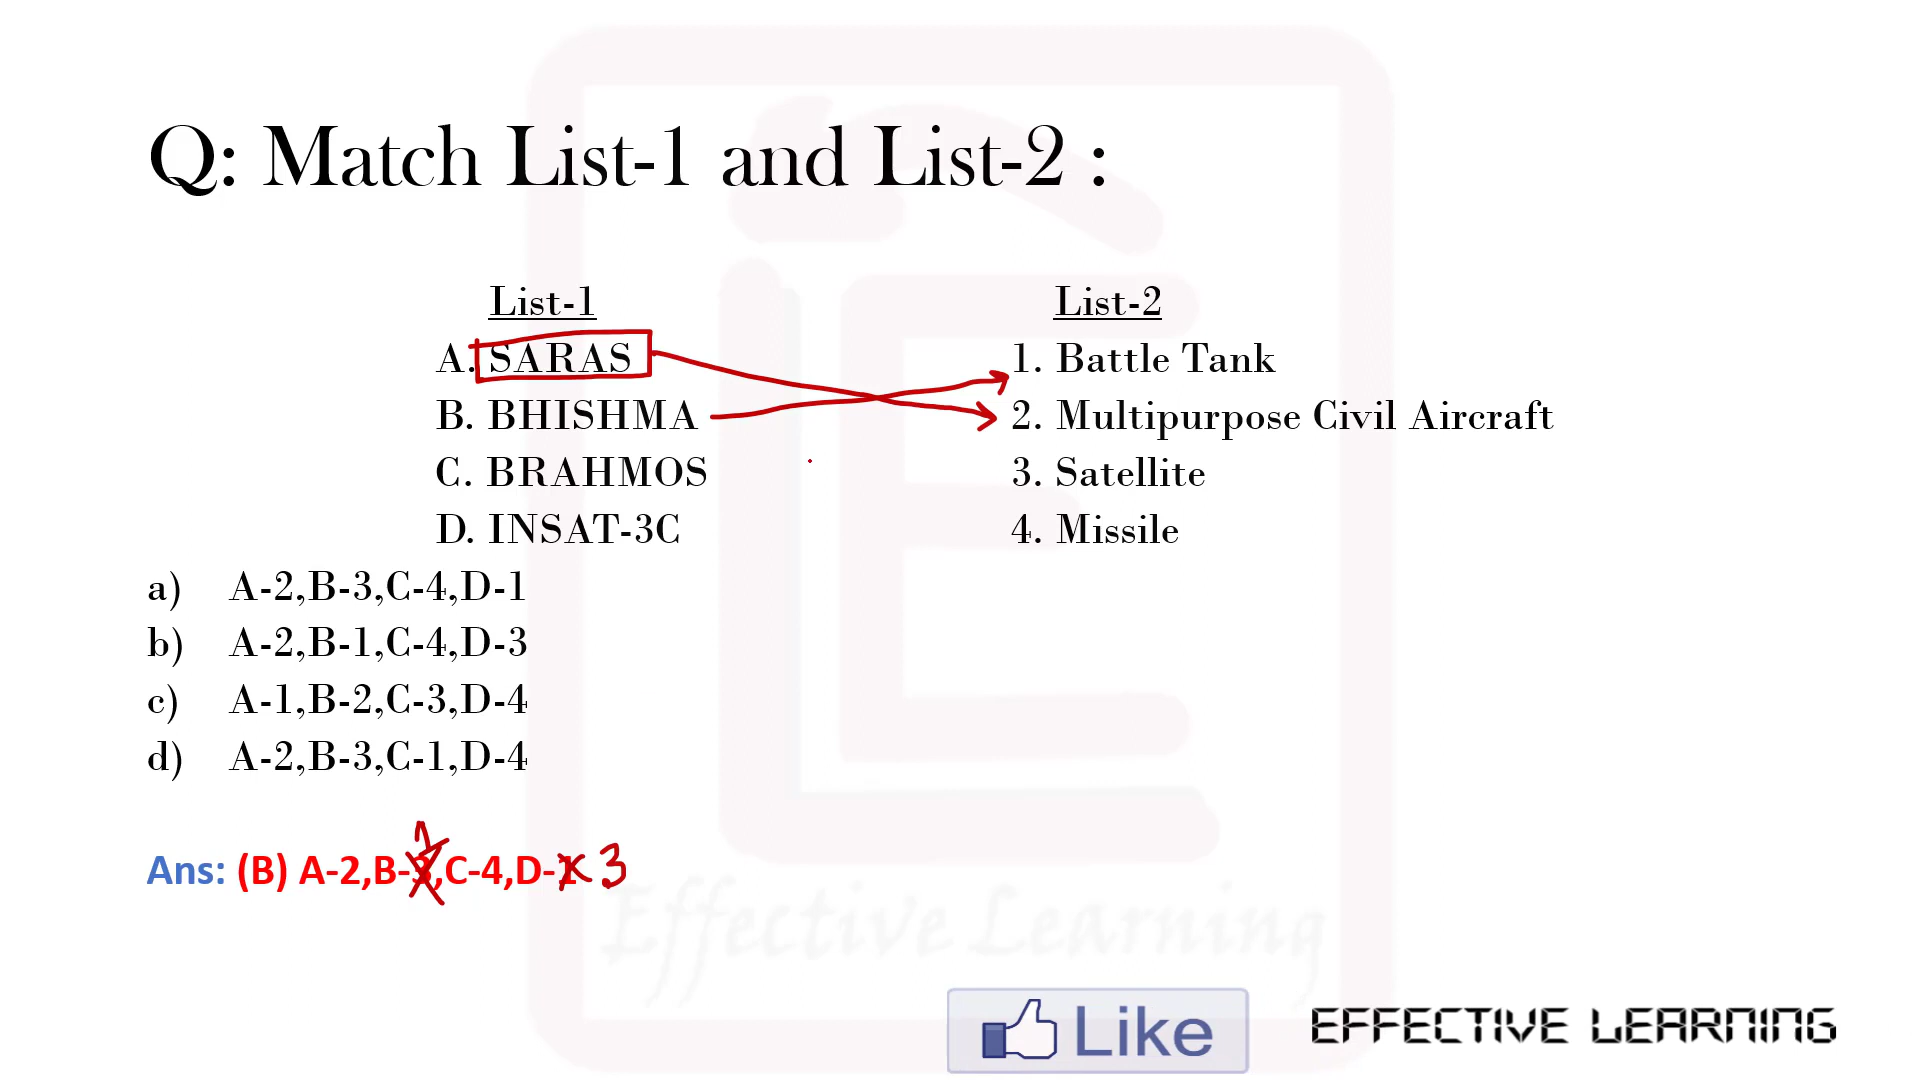 Q: Match List-1 and List-2 :
List-1 List-2
A. SARAS 1. Battle Tank
B. BHISHMA 2. Multipurpose Civil Aircraft
C. BRAHMOS 3. Satellite
D. INSAT-3C 4. Missile
a) A-2,B-3,C-4,D-1
b) A-2,B-1,C-4,D-3
c) A-1,B-2,C-3,D-4
d) A-2,B-3,C-1,D-4
1
Ans: (B) A-2,B-3,C-4,D-1 3
Effective Learning
Like
EFFECTIVE LEARNING